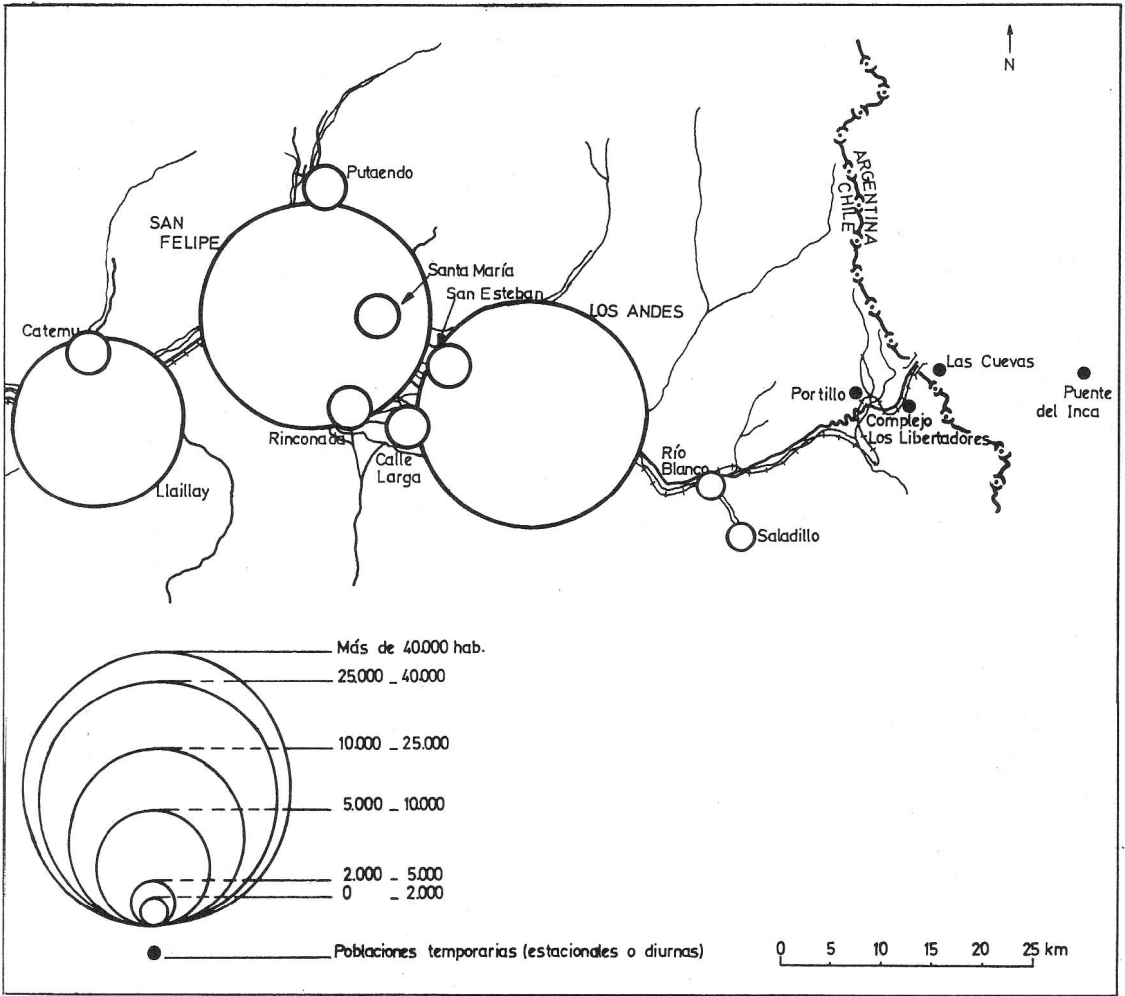 N
ARGENTINA
CHILE
Putaendo
SAN
FELIPE
Santa María
San Esteban
LOS ANDES
Catemu
Las Cuevas
Portillo
Puente
del Inca
Complejo
Los Libertadores
Rinconada
Calle
Larga
Río
Blanco
Llaillay
Saladillo
Más de 40.000 hab.
25.000 - 40.000
10.000 - 25.000
5.000 - 10.000
2.000 - 5.000
0 - 2.000
Poblaciones temporarias (estacionales o diurnas)
0 5 10 15 20 25 km